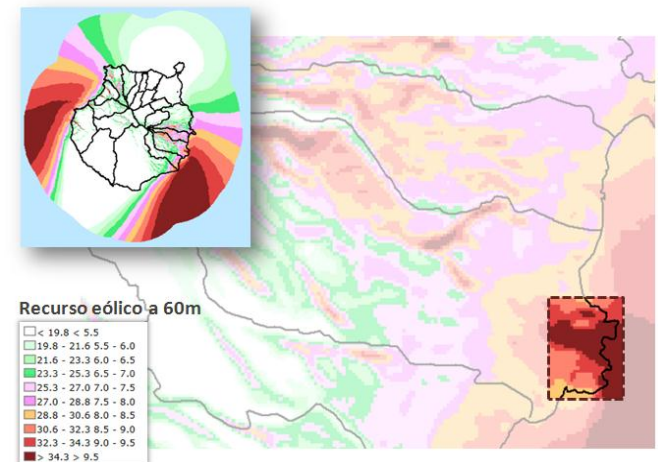 Recurso eólico a 60m
< 19.8 < 5.5
19.8 - 21.6 5.5 - 6.0
21.6 - 23.3 6.0 - 6.5
23.3 - 25.3 6.5 - 7.0
25.3 - 27.0 7.0 - 7.5
27.0 - 28.8 7.5 - 8.0
28.8 - 30.6 8.0 - 8.5
30.6 - 32.3 8.5 - 9.0
32.3 - 34.3 9.0 - 9.5
> 34.3 > 9.5